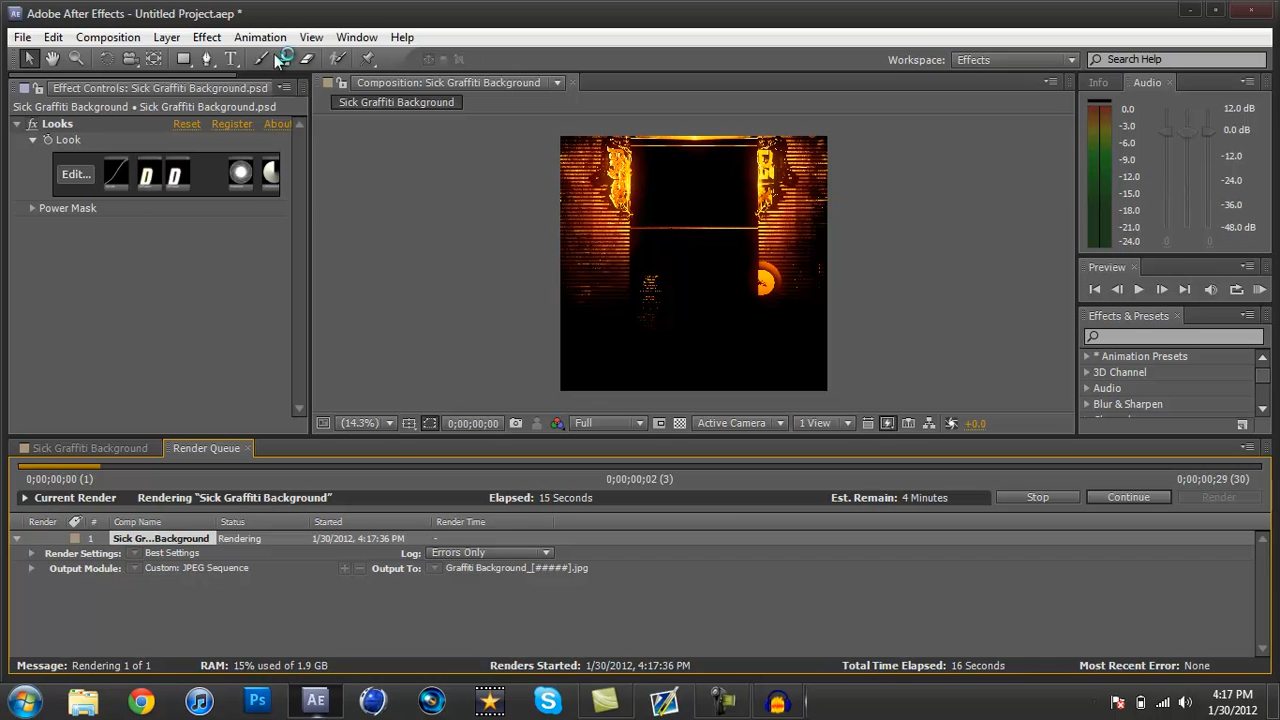 Adobe After Effects - Untitled Project.aep *
File Edit Composition Layer Effect Animation View Window Help
Workspace: Effects Search Help
Effect Controls: Sick Graffiti Background.psd
Sick Graffiti Background • Sick Graffiti Background.psd
Looks Reset Register About
Look
Edit...
Power Mask
Composition: Sick Graffiti Background
Sick Graffiti Background
(14.3%) 0;00;00;00 Full Active Camera 1 View +0.0
Info Audio
0.0 12.0 dB
-3.0 6.0 dB
-6.0 0.0 dB
-9.0
-12.0 -12.0
-15.0 -24.0
-18.0 -36.0
-21.0 -48.0 dB
-24.0
Preview
Effects & Presets
* Animation Presets
3D Channel
Audio
Blur & Sharpen
Sick Graffiti Background Render Queue
0;00;00;00 (1) 0;00;00;02 (3) 0;00;00;29 (30)
Current Render Rendering "Sick Graffiti Background" Elapsed: 15 Seconds Est. Remain: 4 Minutes Stop Continue Render
Render # Comp Name Status Started Render Time
1 Sick Gr...Background Rendering 1/30/2012, 4:17:36 PM -
Render Settings: Best Settings Log: Errors Only
Output Module: Custom: JPEG Sequence Output To: Graffiti Background_[#####].jpg
Message: Rendering 1 of 1 RAM: 15% used of 1.9 GB Renders Started: 1/30/2012, 4:17:36 PM Total Time Elapsed: 16 Seconds Most Recent Error: None
Ps AE
4:17 PM
1/30/2012